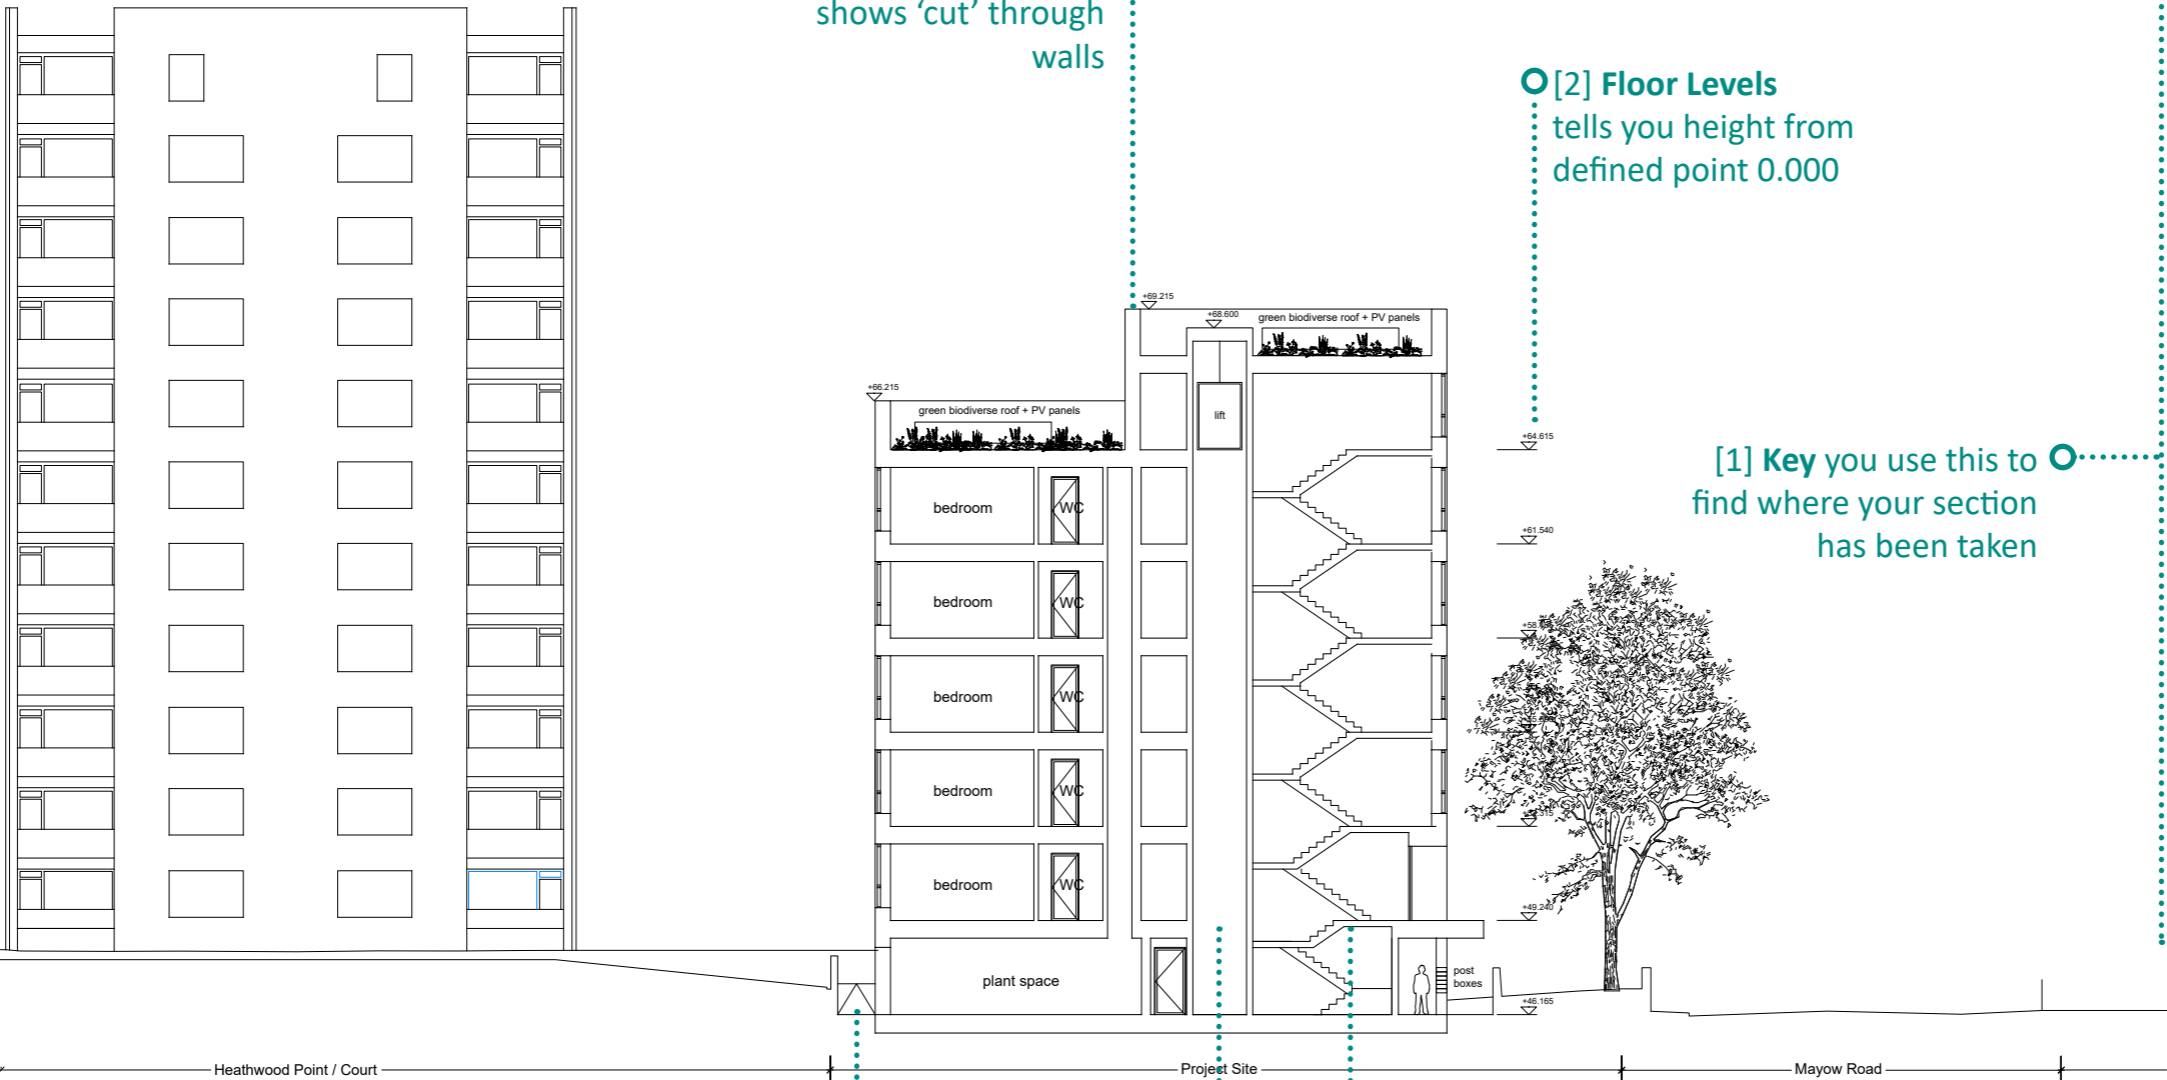 shows ‘cut’ through
walls
[2] Floor Levels
tells you height from
defined point 0.000
[1] Key you use this to
find where your section
has been taken
+69.215
+68.600
green biodiverse roof + PV panels
+66.215
green biodiverse roof + PV panels
lift
+64.615
bedroom
WC
+61.540
bedroom
WC
bedroom
WC
bedroom
WC
bedroom
WC
+49.240
plant space
post
boxes
+46.165
Heathwood Point / Court
Project Site
Mayow Road